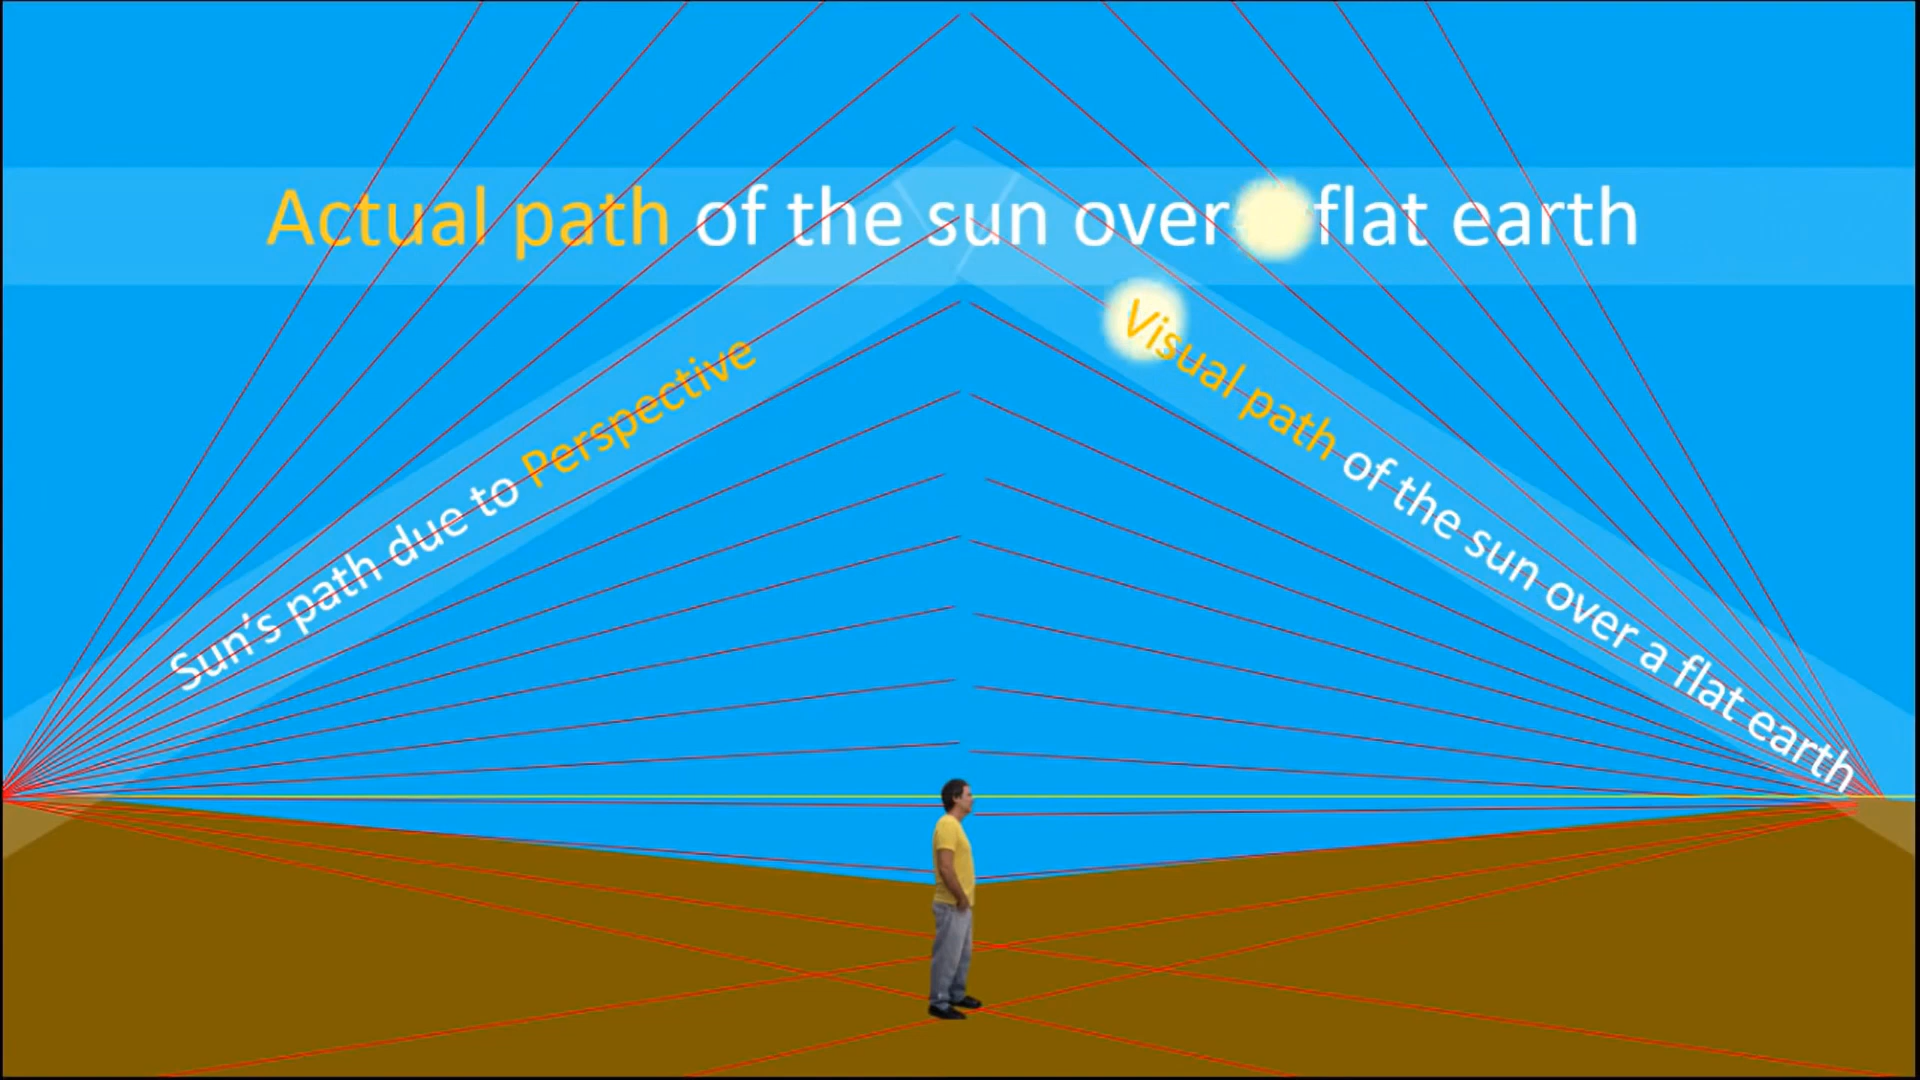 Actual path of the sun over flat earth
Sun's path due to Perspective
Visual path of the sun over a flat earth